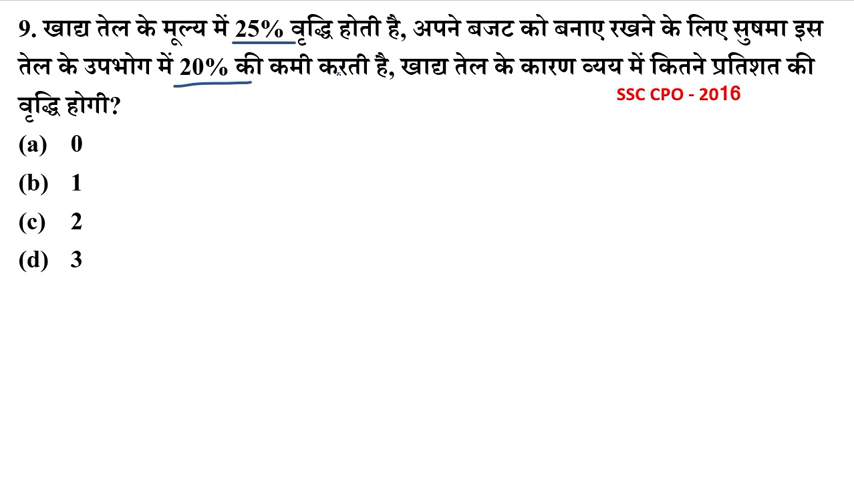 9. खाद्य तेल के मूल्य में 25% वृद्धि होती है, अपने बजट को बनाए रखने के लिए सुषमा इस
तेल के उपभोग में 20% की कमी करती है, खाद्य तेल के कारण व्यय में कितने प्रतिशत की
वृद्धि होगी?
SSC CPO - 2016
(a) 0
(b) 1
(c) 2
(d) 3